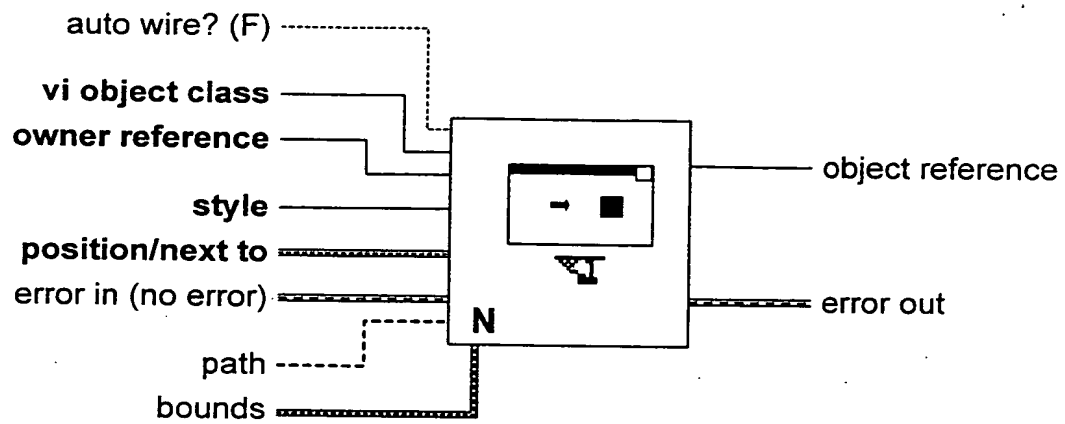 auto wire? (F)
vi object class
owner reference
style
position/next to
error in (no error)
path
bounds
N
object reference
error out